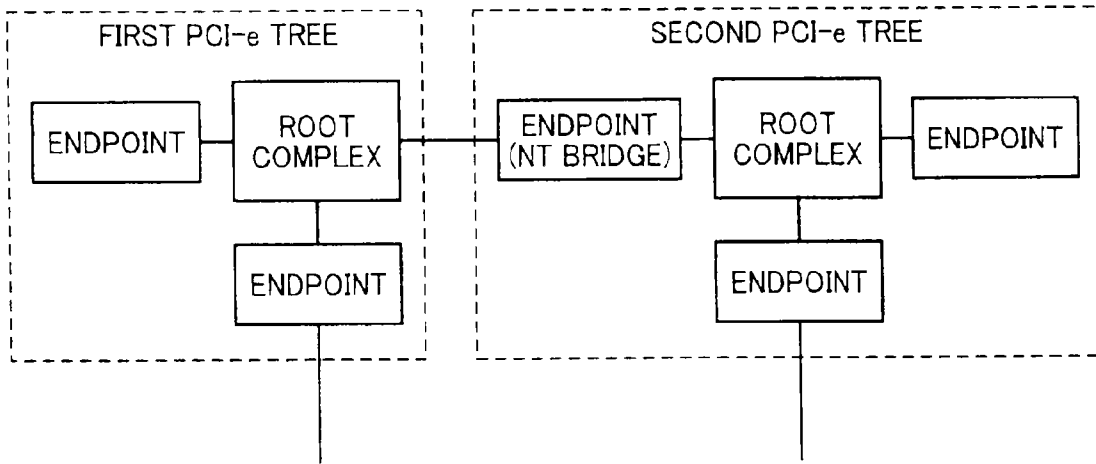 FIRST PCI-e TREE
ENDPOINT
ROOT
COMPLEX
ENDPOINT
SECOND PCI-e TREE
ENDPOINT
(NT BRIDGE)
ROOT
COMPLEX
ENDPOINT
ENDPOINT